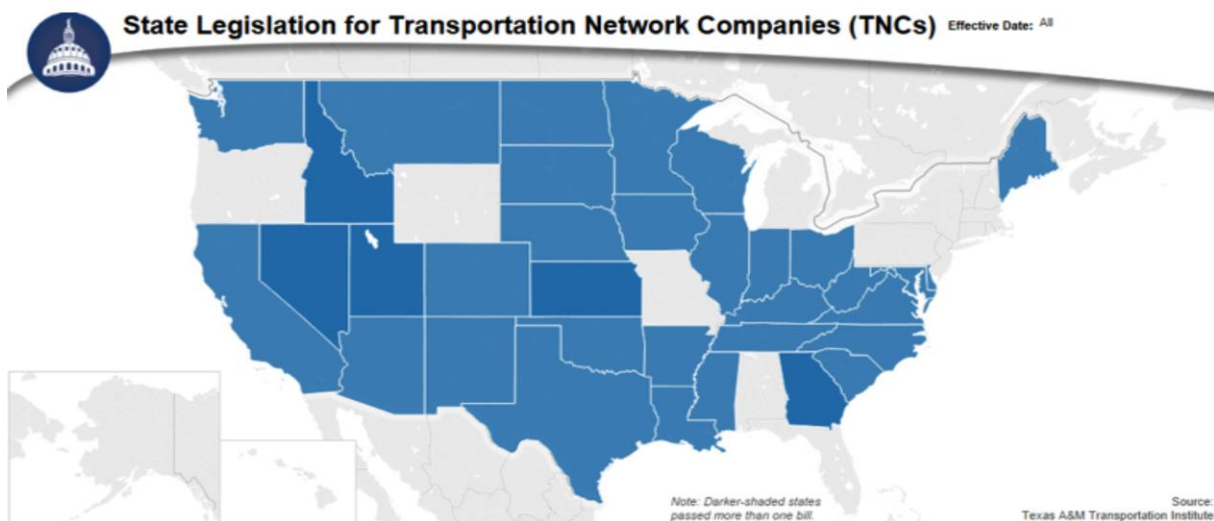 State Legislation for Transportation Network Companies (TNCs) Effective Date: All
Note: Darker-shaded states
passed more than one bill.
Source:
Texas A&M Transportation Institute